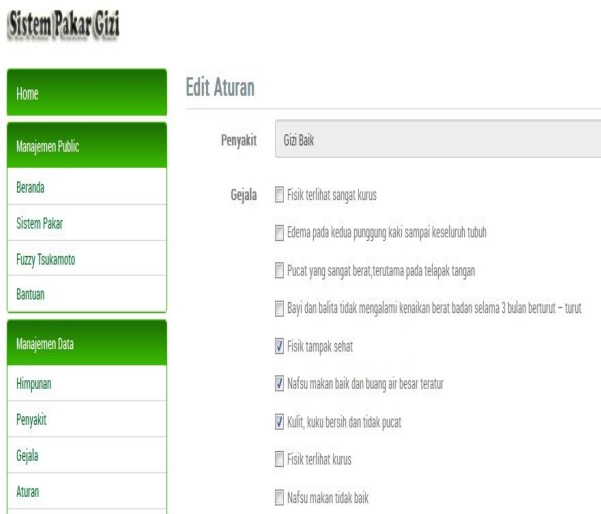 Sistem Pakar Gizi
Home
Manajemen Public
Beranda
Sistem Pakar
Fuzzy Tsukamoto
Bantuan
Manajemen Data
Himpunan
Penyakit
Gejala
Aturan
Edit Aturan
Penyakit Gizi Baik
Gejala Fisik terlihat sangat kurus
Edema pada kedua punggung kaki sampai keseluruh tubuh
Pucat yang sangat berat,terutama pada telapak tangan
Bayi dan balita tidak mengalami kenaikan berat badan selama 3 bulan berturut – turut
Fisik tampak sehat
Nafsu makan baik dan buang air besar teratur
Kulit, kuku bersih dan tidak pucat
Fisik terlihat kurus
Nafsu makan tidak baik